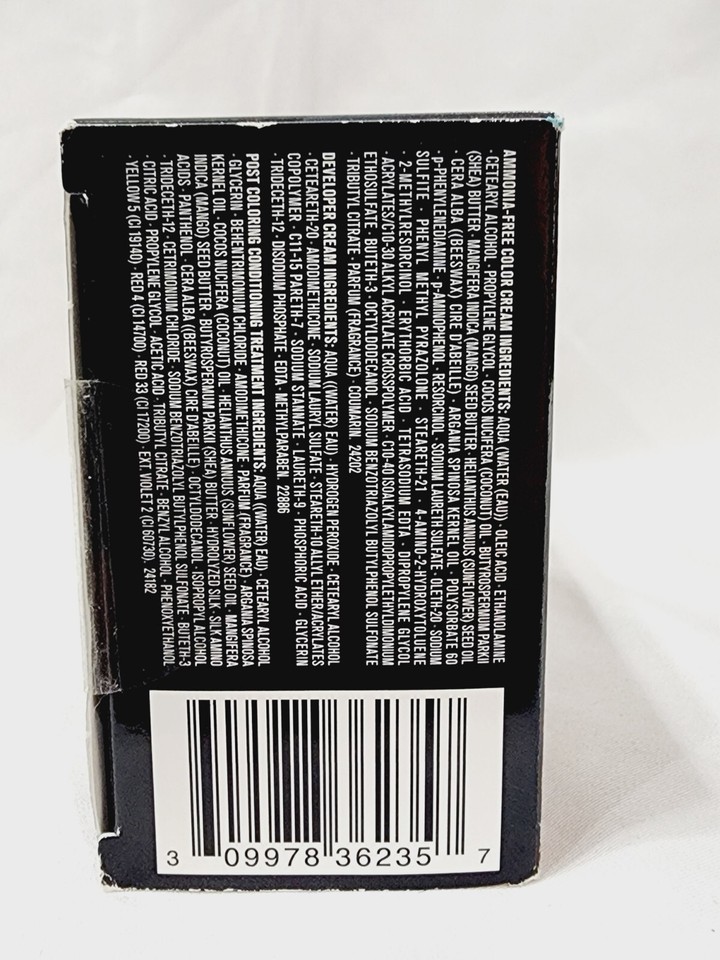 AMMONIA-FREE COLOR CREAM INGREDIENTS: AQUA ((WATER (EAU)) · OLEIC ACID · ETHANOLAMINE
· CETEARYL ALCOHOL · PROPYLENE GLYCOL · COCOS NUCIFERA (COCONUT) OIL · BUTYROSPERMUM PARKII
(SHEA) BUTTER · MANGIFERA INDICA (MANGO) SEED BUTTER · HELIANTHUS ANNUUS (SUNFLOWER) SEED OIL
· CERA ALBA ((BEESWAX) CIRE D'ABEILLE) · ARGANIA SPINOSA KERNEL OIL · POLYSORBATE 60
· p-PHENYLENEDIAMINE · p-AMINOPHENOL · RESORCINOL · SODIUM LAURETH SULFATE · OLETH-20 · SODIUM
SULFITE · PHENYL METHYL PYRAZOLONE · STEARETH-21 · 4-AMINO-2-HYDROXYTOLUENE
· 2-METHYLRESORCINOL · ERYTHORBIC ACID · TETRASODIUM EDTA · DIPROPYLENE GLYCOL
· ACRYLATES/C10-30 ALKYL ACRYLATE CROSSPOLYMER · C10-40 ISOALKYLAMIDOPROPYLETHYLDIMONIUM
ETHOSULFATE · BUTETH-3 · OCTYLDODECANOL · SODIUM BENZOTRIAZOLYL BUTYLPHENOL SULFONATE
· TRIBUTYL CITRATE · PARFUM (FRAGRANCE) · COUMARIN. 24202
DEVELOPER CREAM INGREDIENTS: AQUA ((WATER) EAU) · HYDROGEN PEROXIDE · CETEARYL ALCOHOL
· CETEARETH-20 · AMODIMETHICONE · SODIUM LAURYL SULFATE · STEARETH-10 ALLYL ETHER/ACRYLATES
COPOLYMER · C11-15 PARETH-7 · SODIUM STANNATE · LAURETH-9 · PHOSPHORIC ACID · GLYCERIN
· TRIDECETH-12 · DISODIUM PHOSPHATE · EDTA · METHYLPARABEN. 22886
POST COLORING CONDITIONING TREATMENT INGREDIENTS: AQUA ((WATER) EAU) · CETEARYL ALCOHOL
· GLYCERIN · BEHENTRIMONIUM CHLORIDE · AMODIMETHICONE · PARFUM (FRAGRANCE) · ARGANIA SPINOSA
KERNEL OIL · COCOS NUCIFERA (COCONUT) OIL · HELIANTHUS ANNUUS (SUNFLOWER) SEED OIL · MANGIFERA
INDICA (MANGO) SEED BUTTER · BUTYROSPERMUM PARKII (SHEA) BUTTER · HYDROLYZED SILK · SILK AMINO
ACIDS · PANTHENOL · CERA ALBA ((BEESWAX) CIRE D'ABEILLE) · OCTYLDODECANOL · ISOPROPYL ALCOHOL
· TRIDECETH-12 · CETRIMONIUM CHLORIDE · SODIUM BENZOTRIAZOLYL BUTYLPHENOL SULFONATE · BUTETH-3
· CITRIC ACID · PROPYLENE GLYCOL · ACETIC ACID · TRIBUTYL CITRATE · BENZYL ALCOHOL · PHENOXYETHANOL
· YELLOW 5 (CI 19140) · RED 4 (CI 14700) · RED 33 (CI 17200) · EXT. VIOLET 2 (CI 60730). 24182
3 09978 36235 7